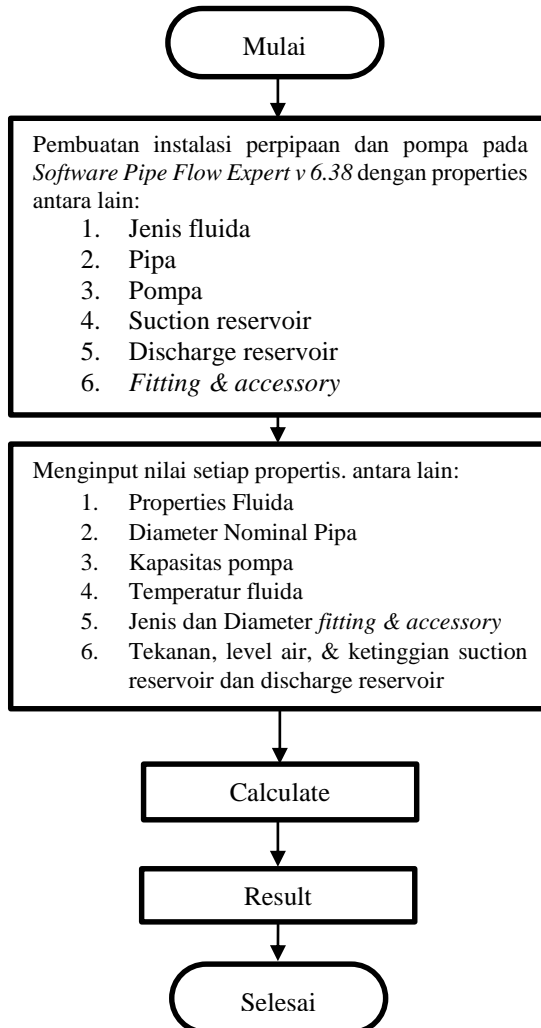 Mulai
Pembuatan instalasi perpipaan dan pompa pada
Software Pipe Flow Expert v 6.38 dengan properties
antara lain:
1. Jenis fluida
2. Pipa
3. Pompa
4. Suction reservoir
5. Discharge reservoir
6. Fitting & accessory
Menginput nilai setiap propertis. antara lain:
1. Properties Fluida
2. Diameter Nominal Pipa
3. Kapasitas pompa
4. Temperatur fluida
5. Jenis dan Diameter fitting & accessory
6. Tekanan, level air, & ketinggian suction
reservoir dan discharge reservoir
Calculate
Result
Selesai